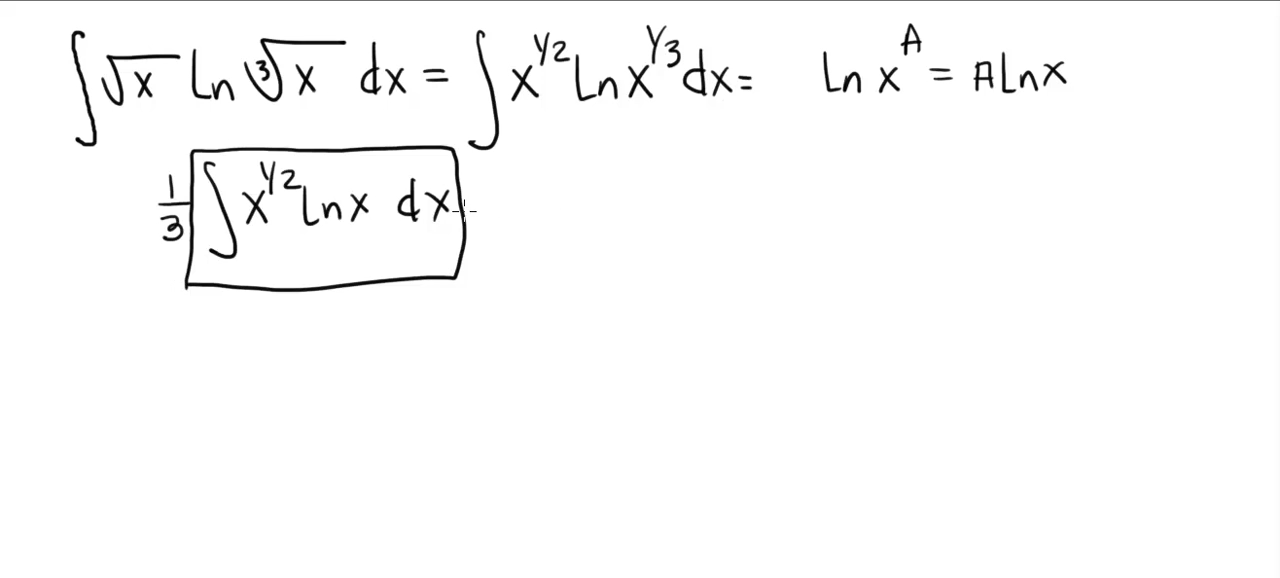 ∫ √x ln ∛x dx = ∫ x^{1/2} ln x^{1/3} dx = ln x^A = A ln x
1/3 ∫ x^{1/2} ln x dx